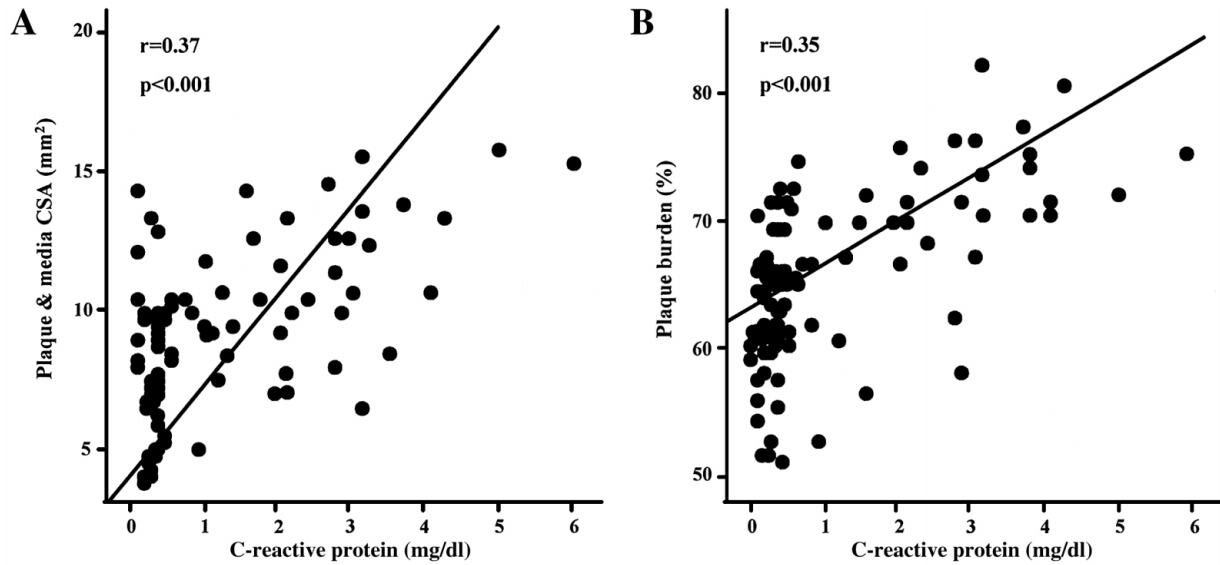 A
r=0.37
p<0.001
Plaque & media CSA (mm²)
20
15
10
5
0 1 2 3 4 5 6
C-reactive protein (mg/dl)
B
r=0.35
p<0.001
Plaque burden (%)
80
70
60
50
0 1 2 3 4 5 6
C-reactive protein (mg/dl)